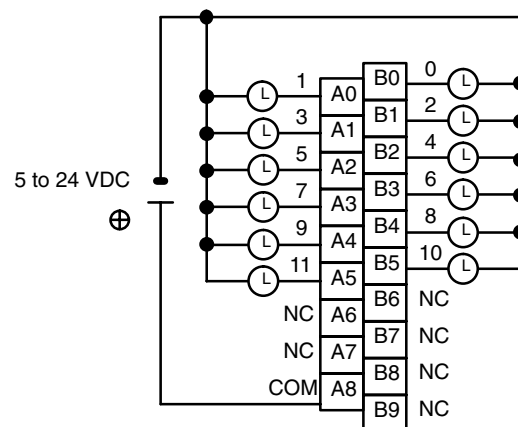 0
1 L A0 B0 L
2
3 L A1 B1 L
4
5 L A2 B2 L
5 to 24 VDC
6
7 L A3 B3 L
8
9 L A4 B4 L
10
11 L A5 B5 L
NC A6 B6 NC
NC A7 B7 NC
COM A8 B8 NC
B9 NC